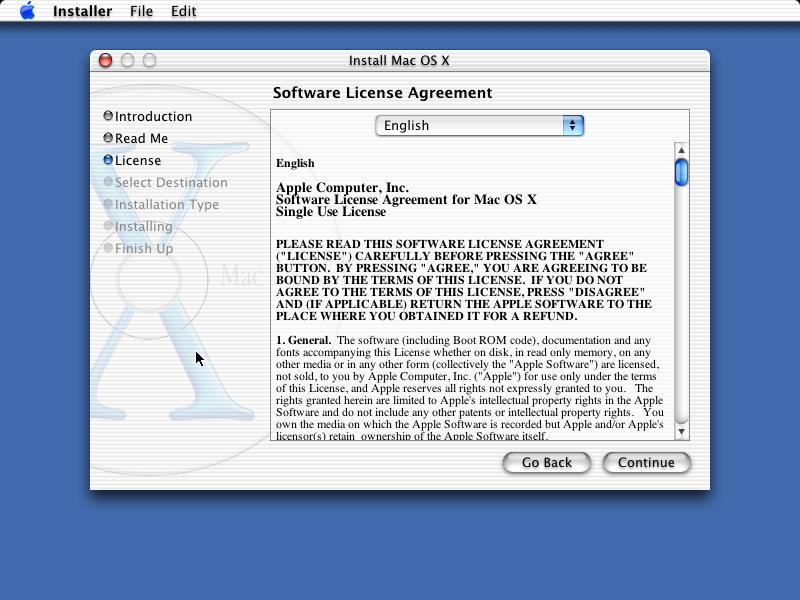 Installer File Edit
Install Mac OS X
Software License Agreement
Introduction
Read Me
License
Select Destination
Installation Type
Installing
Finish Up
Mac
English
English
Apple Computer, Inc.
Software License Agreement for Mac OS X
Single Use License
PLEASE READ THIS SOFTWARE LICENSE AGREEMENT
("LICENSE") CAREFULLY BEFORE PRESSING THE "AGREE"
BUTTON.  BY PRESSING "AGREE," YOU ARE AGREEING TO BE
BOUND BY THE TERMS OF THIS LICENSE.  IF YOU DO NOT
AGREE TO THE TERMS OF THIS LICENSE, PRESS "DISAGREE"
AND (IF APPLICABLE) RETURN THE APPLE SOFTWARE TO THE
PLACE WHERE YOU OBTAINED IT FOR A REFUND.
1. General.  The software (including Boot ROM code), documentation and any
fonts accompanying this License whether on disk, in read only memory, on any
other media or in any other form (collectively the "Apple Software") are licensed,
not sold, to you by Apple Computer, Inc. ("Apple") for use only under the terms
of this License, and Apple reserves all rights not expressly granted to you.   The
rights granted herein are limited to Apple's intellectual property rights in the Apple
Software and do not include any other patents or intellectual property rights.   You
own the media on which the Apple Software is recorded but Apple and/or Apple's
licensor(s) retain  ownership of the Apple Software itself.
Go Back
Continue